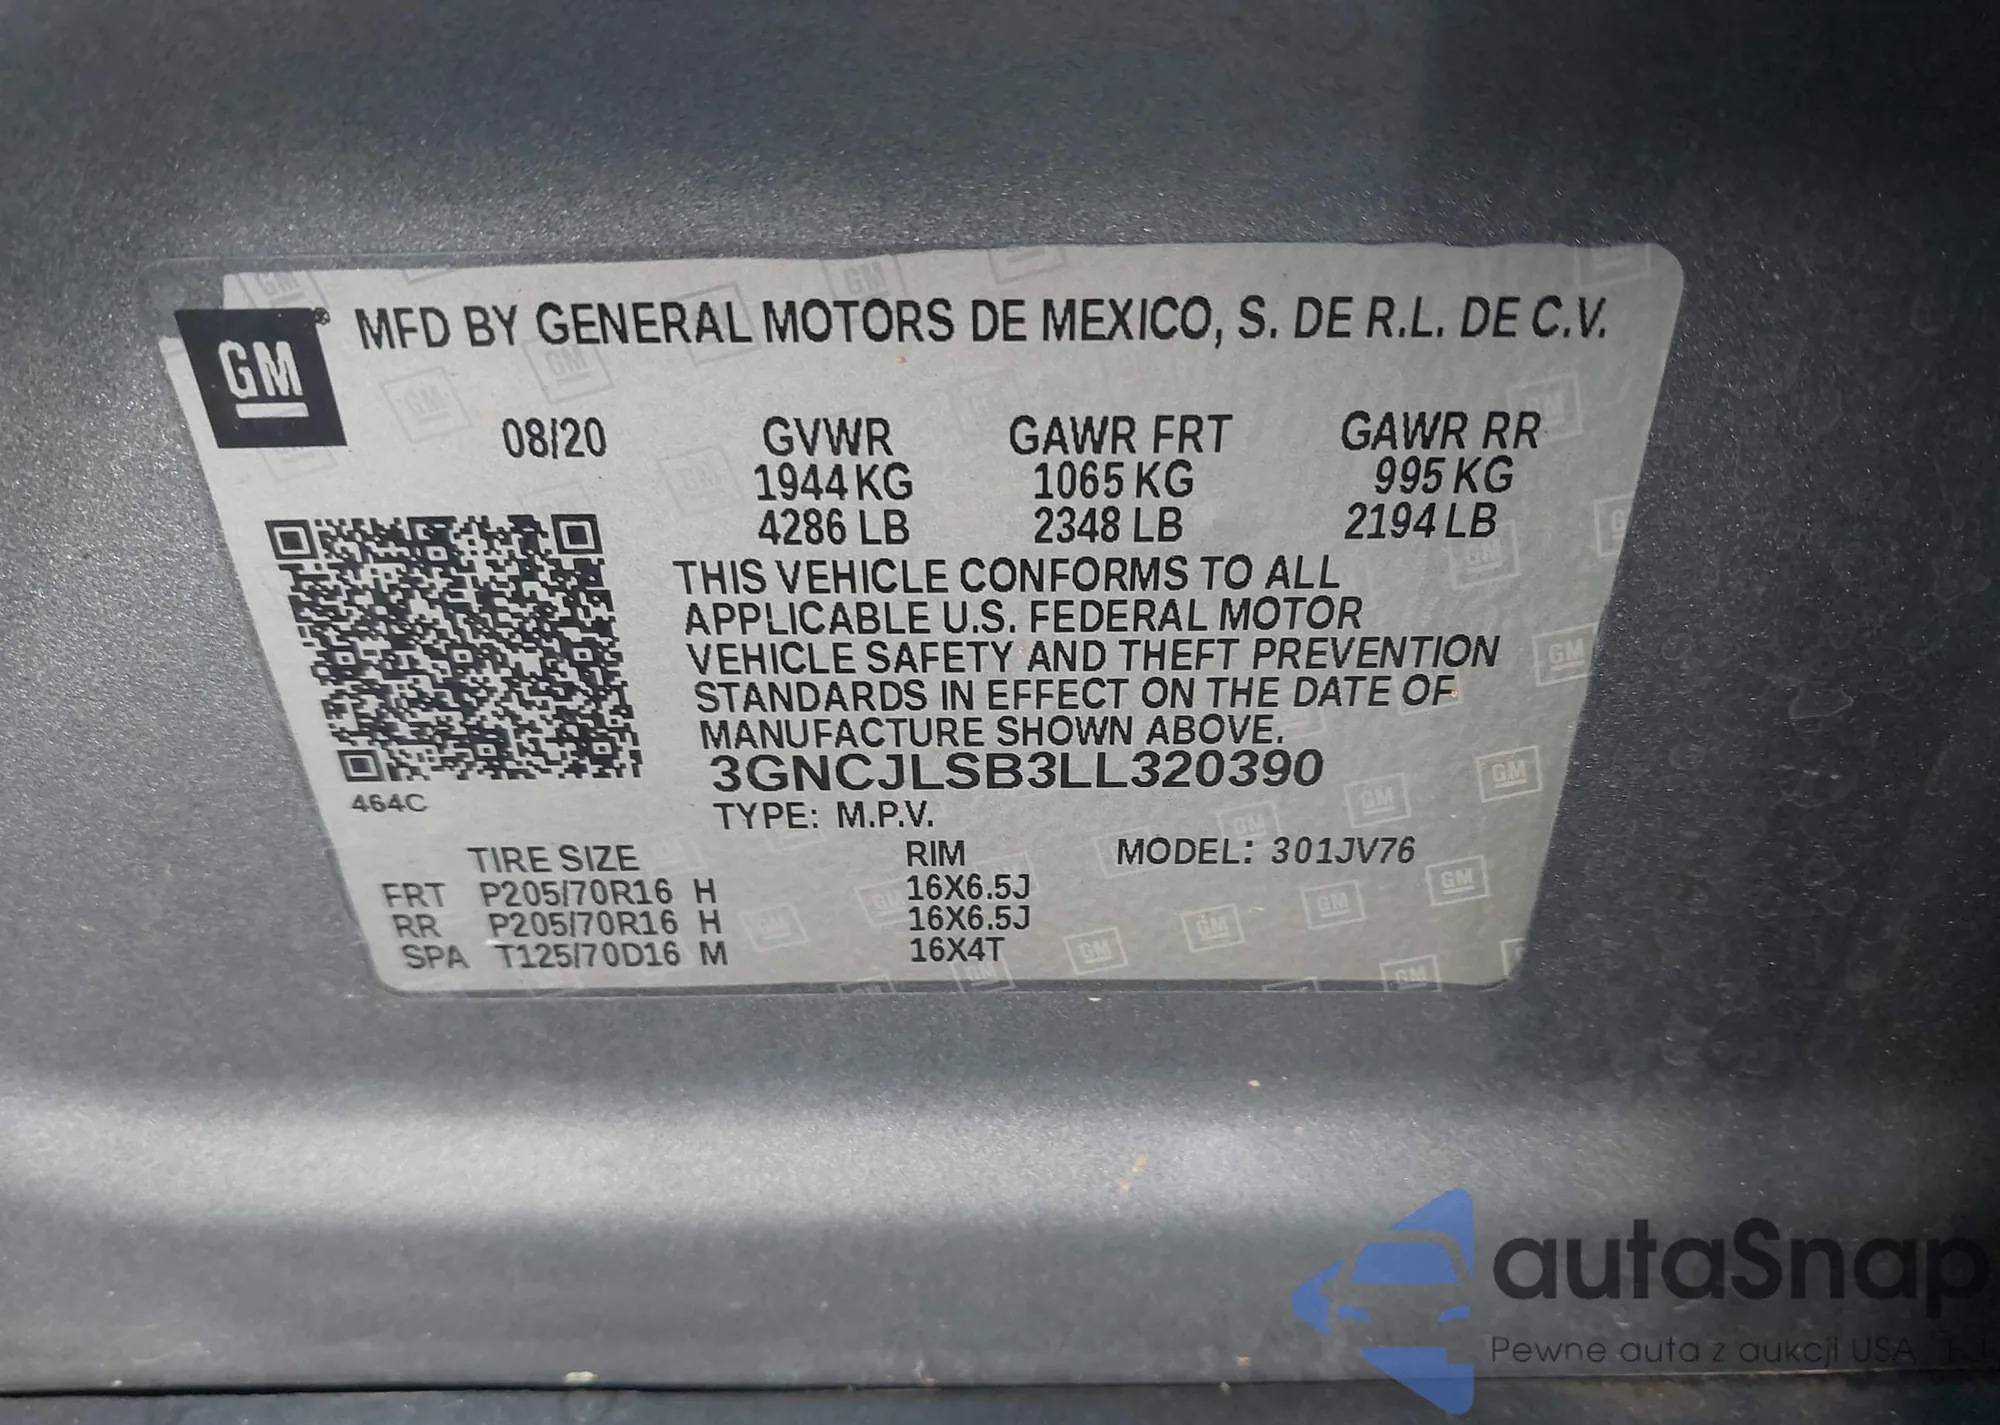 GM ® MFD BY GENERAL MOTORS DE MEXICO, S. DE R.L. DE C.V.
08/20 GVWR GAWR FRT GAWR RR
1944 KG 1065 KG 995 KG
4286 LB 2348 LB 2194 LB
THIS VEHICLE CONFORMS TO ALL
APPLICABLE U.S. FEDERAL MOTOR
VEHICLE SAFETY AND THEFT PREVENTION
STANDARDS IN EFFECT ON THE DATE OF
MANUFACTURE SHOWN ABOVE.
3GNCJLSB3LL320390
464C
TYPE: M.P.V.
TIRE SIZE RIM MODEL: 301JV76
FRT P205/70R16 H 16X6.5J
RR P205/70R16 H 16X6.5J
SPA T125/70D16 M 16X4T
autaSnap
Pewne auta z aukcji USA